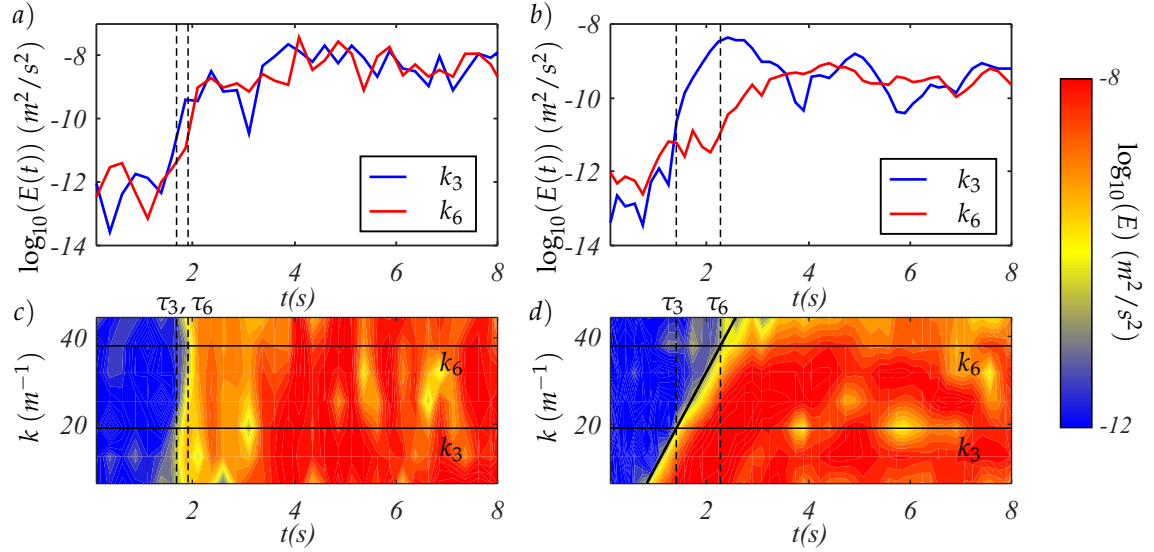 a)
log₁₀(E(t)) (m²/s²)
-8
-10
-12
-14
k₃
k₆
2
4
6
8
t(s)
b)
log₁₀(E(t)) (m²/s²)
-8
-10
-12
-14
k₃
k₆
2
4
6
8
t(s)
c)
τ₃, τ₆
k (m⁻¹)
40
20
k₆
k₃
2
4
6
8
t(s)
d)
τ₃
τ₆
k (m⁻¹)
40
20
k₆
k₃
2
4
6
8
t(s)
-8
-12
log₁₀(E) (m²/s²)